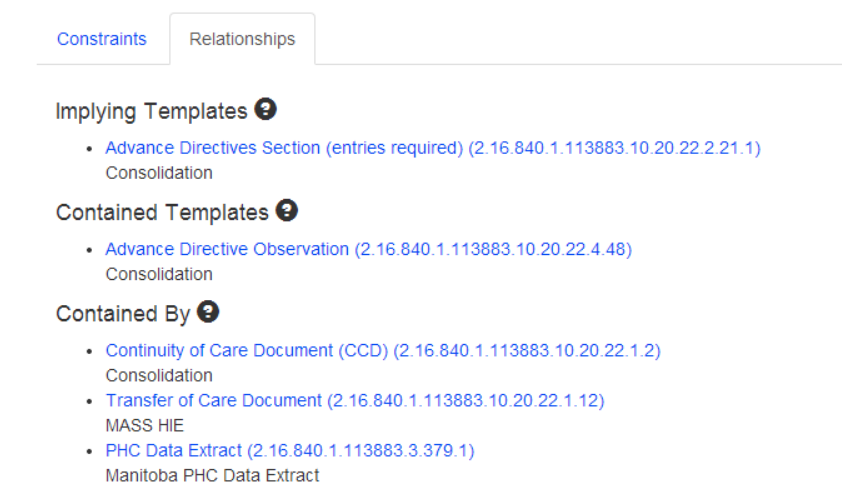 Constraints Relationships
Implying Templates ?
• Advance Directives Section (entries required) (2.16.840.1.113883.10.20.22.2.21.1)
Consolidation
Contained Templates ?
• Advance Directive Observation (2.16.840.1.113883.10.20.22.4.48)
Consolidation
Contained By ?
• Continuity of Care Document (CCD) (2.16.840.1.113883.10.20.22.1.2)
Consolidation
• Transfer of Care Document (2.16.840.1.113883.10.20.22.1.12)
MASS HIE
• PHC Data Extract (2.16.840.1.113883.3.379.1)
Manitoba PHC Data Extract